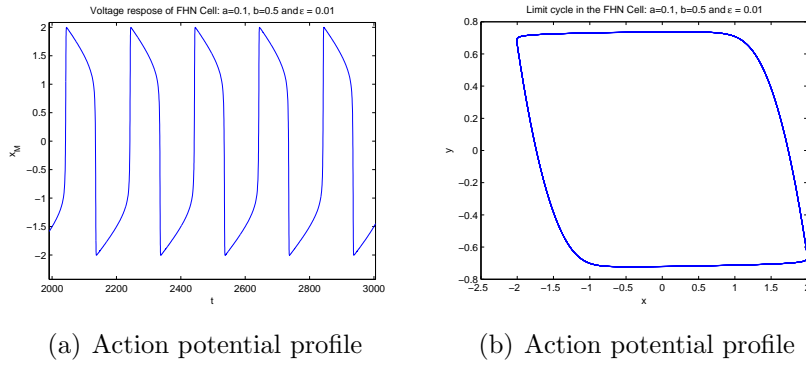 Voltage respose of FHN Cell: a=0.1, b=0.5 and ε = 0.01
2
1.5
1
0.5
0
-0.5
-1
-1.5
-2
x_M
2000 2200 2400 2600 2800 3000
t
(a) Action potential profile
Limit cycle in the FHN Cell: a=0.1, b=0.5 and ε = 0.01
0.8
0.6
0.4
0.2
0
-0.2
-0.4
-0.6
-0.8
y
-2.5 -2 -1.5 -1 -0.5 0 0.5 1 1.5 2
x
(b) Action potential profile